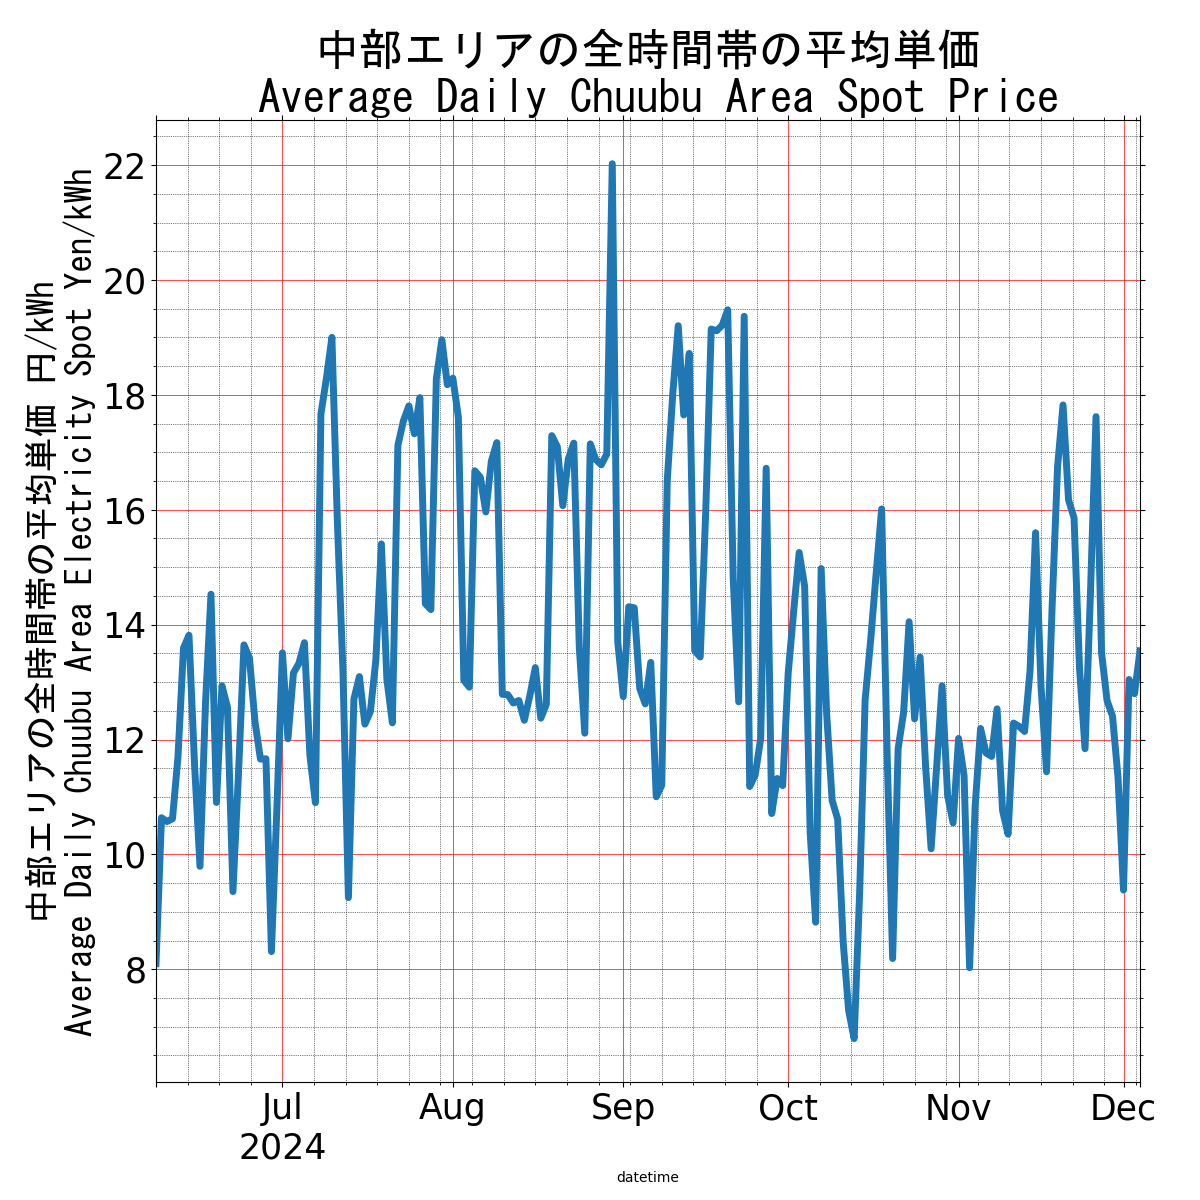 中部エリアの全時間帯の平均単価
Average Daily Chuubu Area Spot Price
中部エリアの全時間帯の平均単価 円/kWh
Average Daily Chuubu Area Electricity Spot Yen/kWh
22
20
18
16
14
12
10
8
Jul Aug Sep Oct Nov Dec
2024
datetime